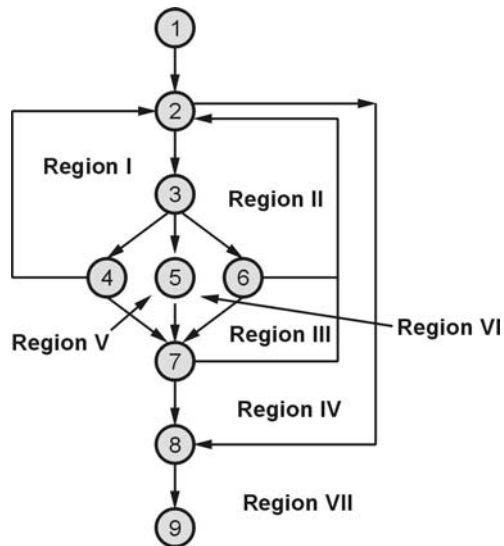 1
2
Region I
3
Region II
4
5
6
Region V
Region III
Region VI
7
Region IV
8
Region VII
9